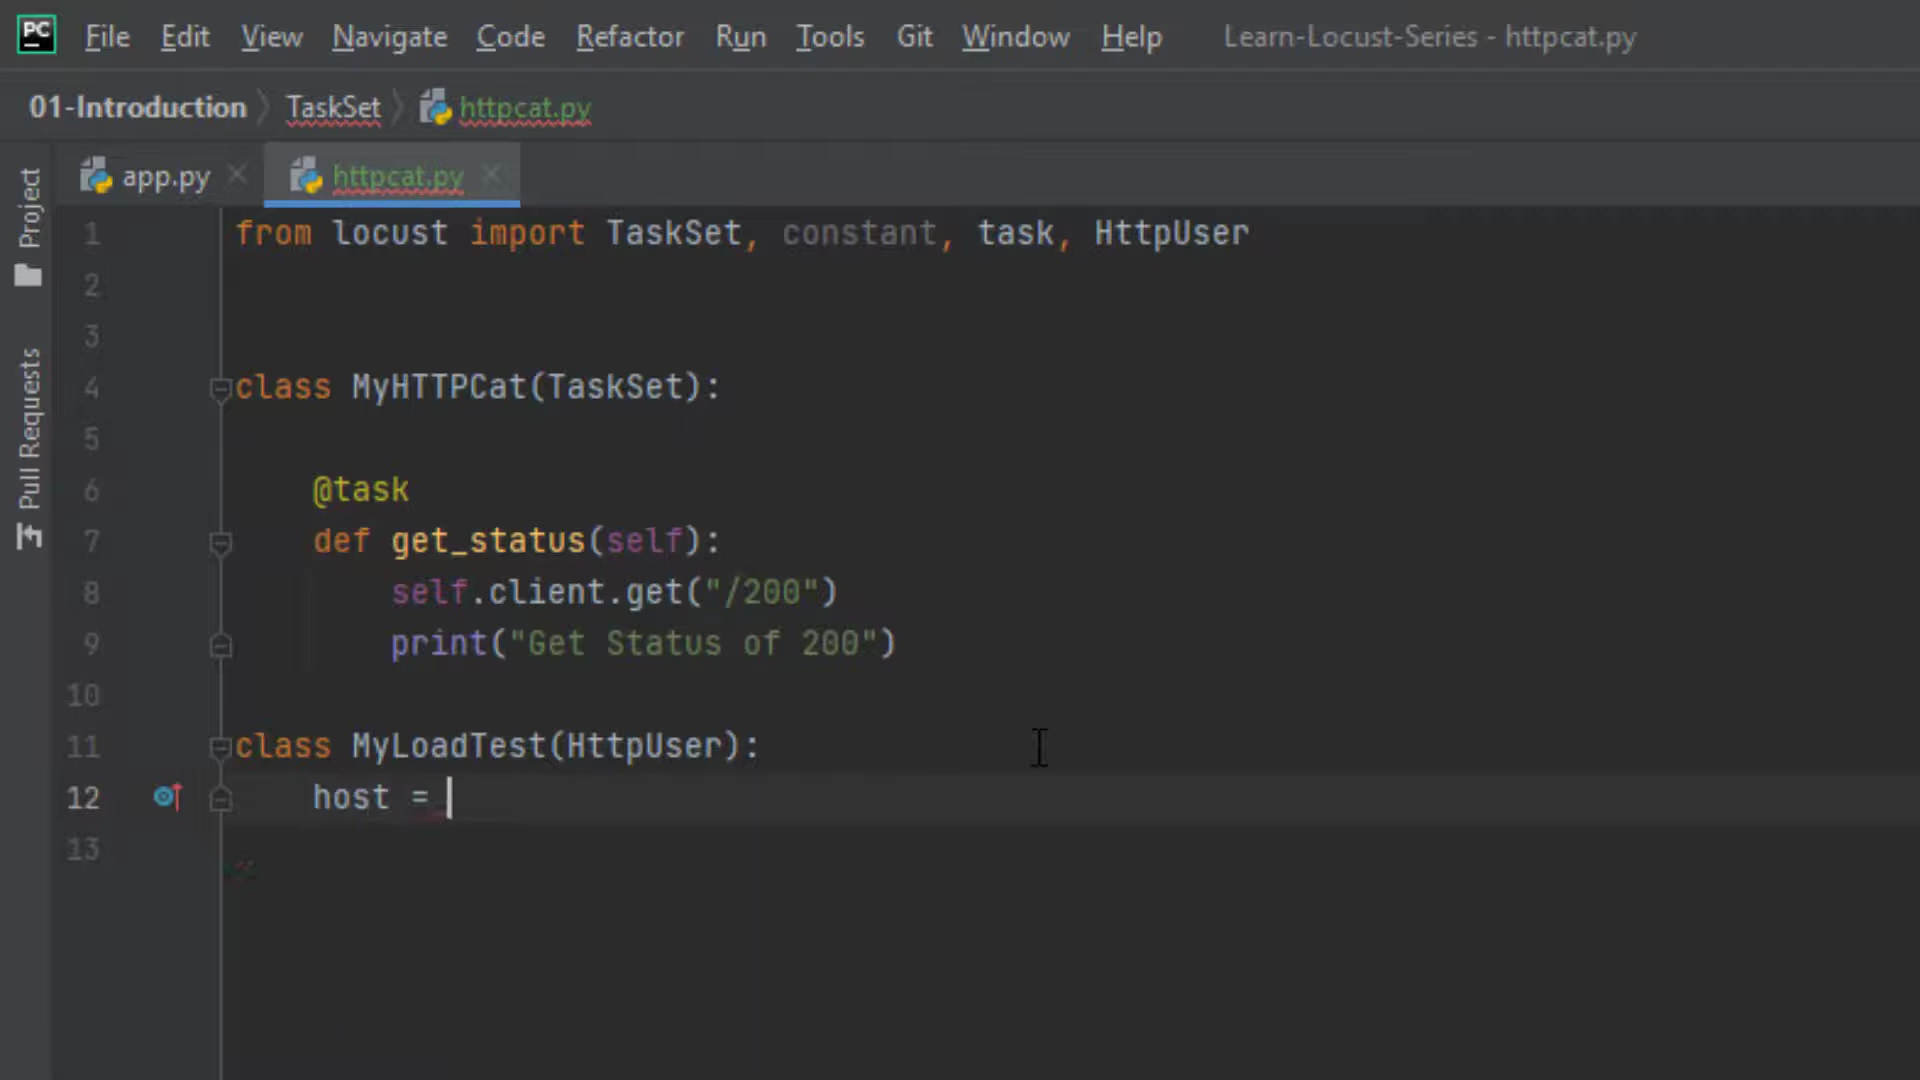 PC File Edit View Navigate Code Refactor Run Tools Git Window Help Learn-Locust-Series - httpcat.py
01-Introduction TaskSet httpcat.py
app.py httpcat.py
Project
Pull Requests
1 from locust import TaskSet, constant, task, HttpUser
2
3
4 class MyHTTPCat(TaskSet):
5
6 @task
7 def get_status(self):
8 self.client.get("/200")
9 print("Get Status of 200")
10
11 class MyLoadTest(HttpUser):
12 host =
13